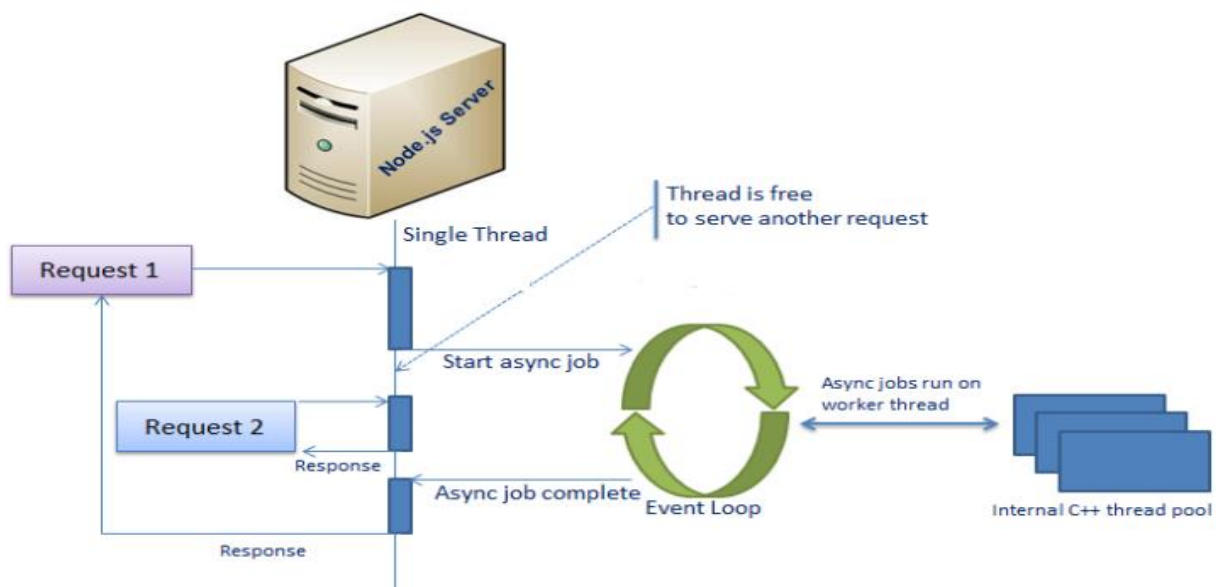 Node.js Server
Thread is free
to serve another request
Single Thread
Request 1
Start async job
Async jobs run on
worker thread
Request 2
Response
Async job complete
Event Loop
Internal C++ thread pool
Response